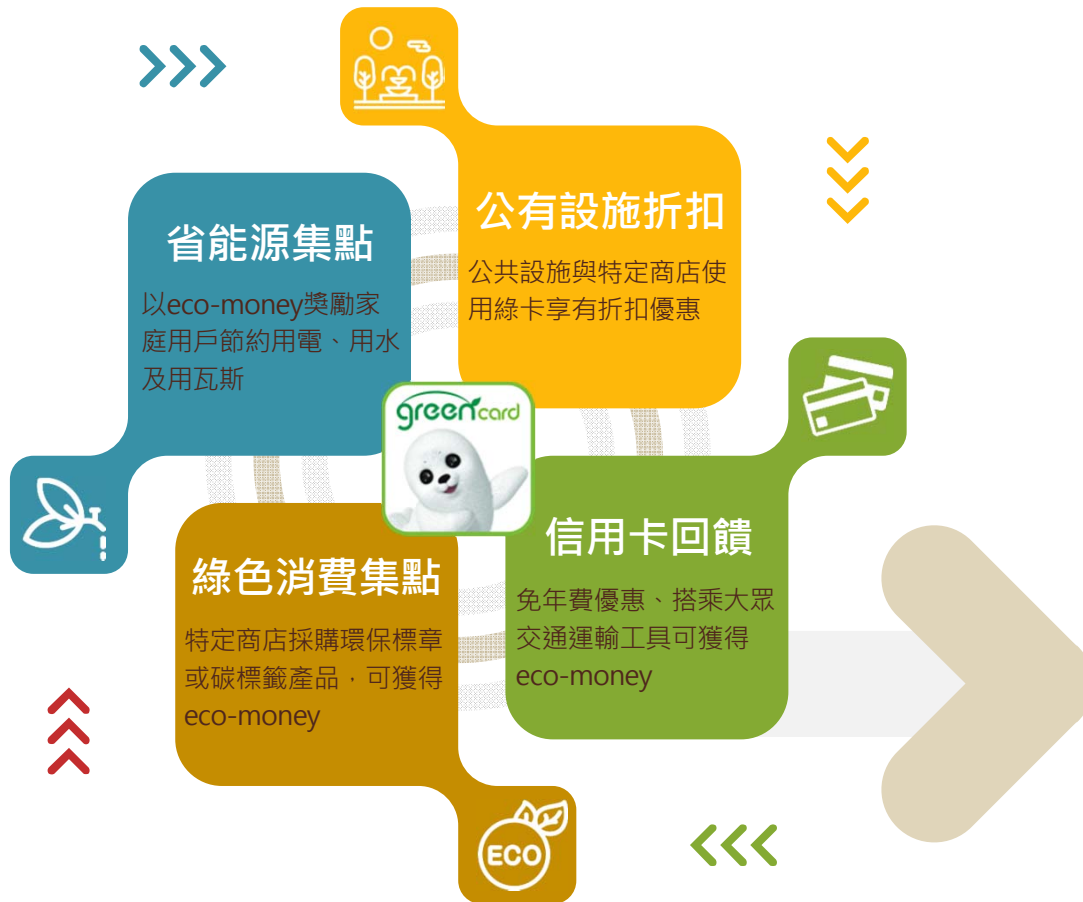 省能源集點
以eco-money獎勵家
庭用戶節約用電、用水
及用瓦斯
公有設施折扣
公共設施與特定商店使
用綠卡享有折扣優惠
greencard
綠色消費集點
特定商店採購環保標章
或碳標籤產品，可獲得
eco-money
信用卡回饋
免年費優惠、搭乘大眾
交通運輸工具可獲得
eco-money
ECO